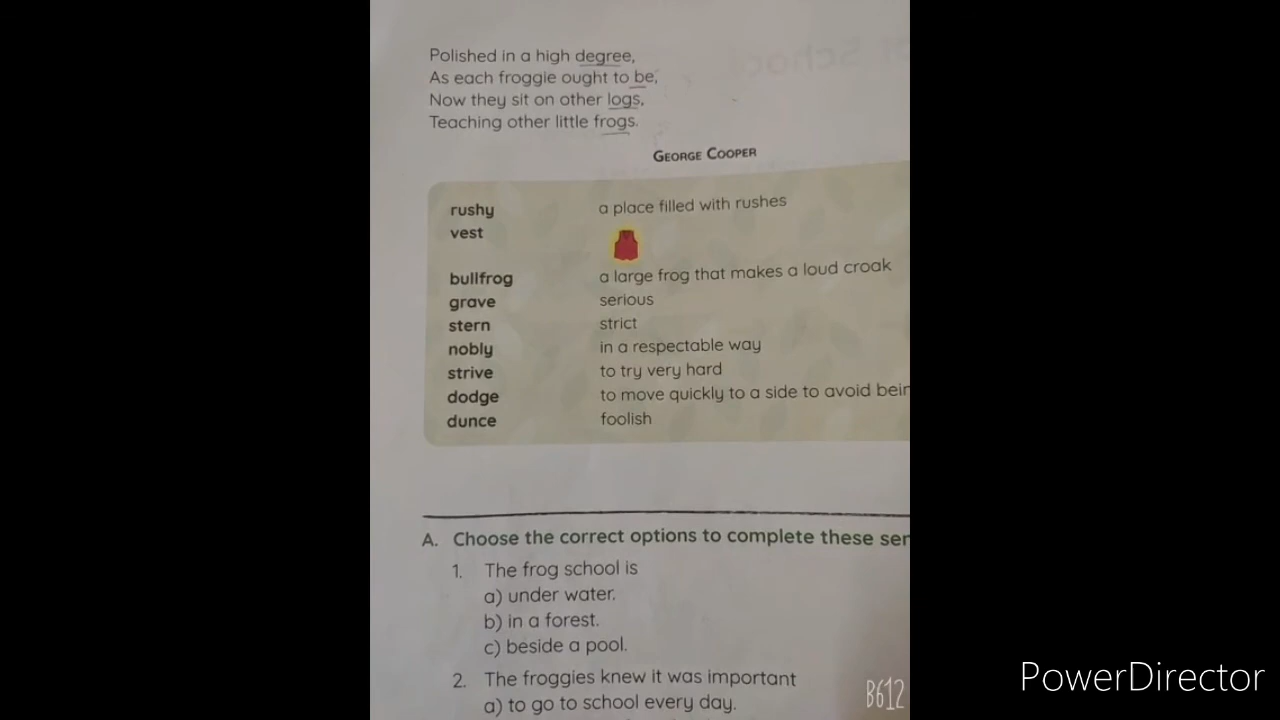 Polished in a high degree,
As each froggie ought to be,
Now they sit on other logs,
Teaching other little frogs.
GEORGE COOPER
rushy a place filled with rushes
vest
bullfrog a large frog that makes a loud croak
grave serious
stern strict
nobly in a respectable way
strive to try very hard
dodge to move quickly to a side to avoid
dunce foolish
A. Choose the correct options to complete these
1. The frog school is
a) under water.
b) in a forest.
c) beside a pool.
2. The froggies knew it was important
a) to go to school every day.
B612
PowerDirector